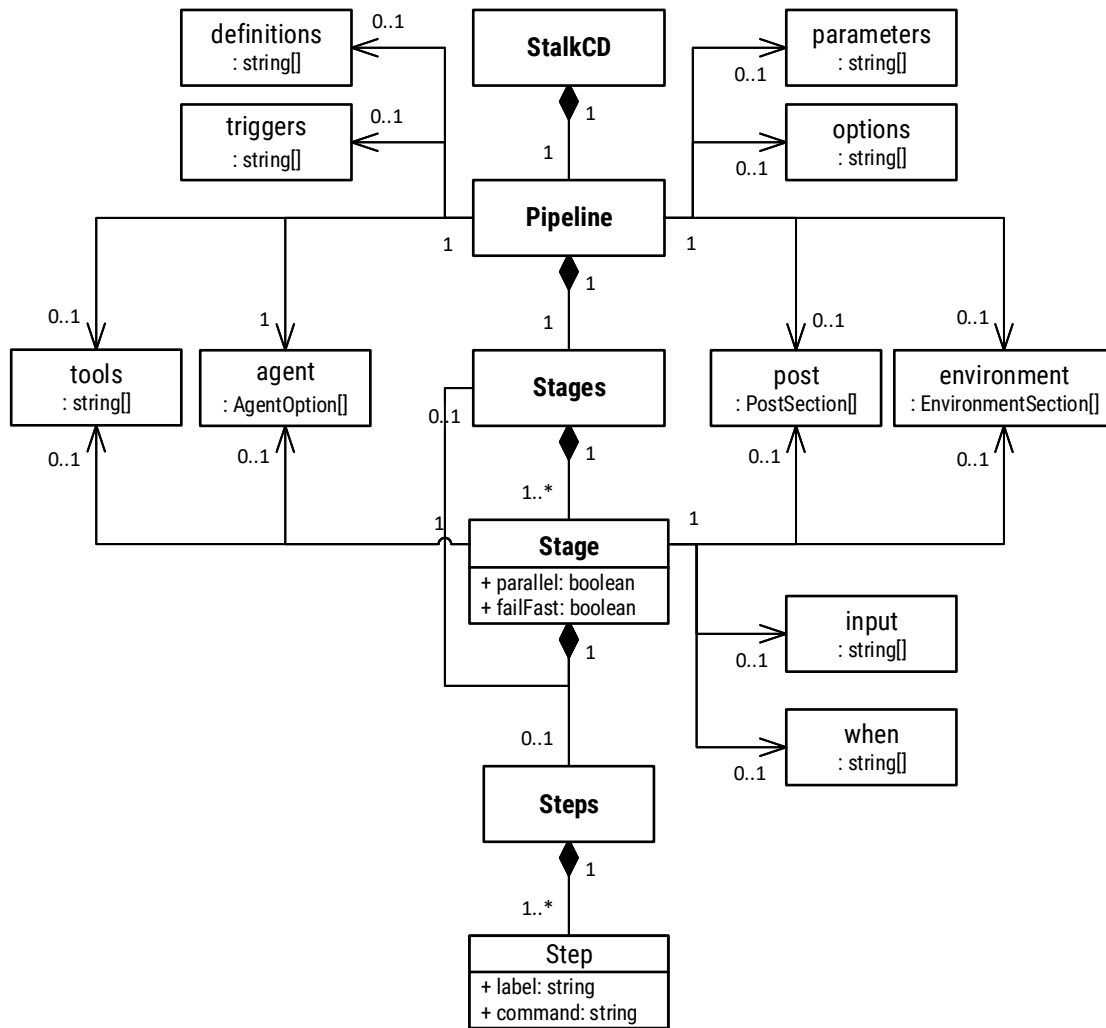 definitions
: string[]
0..1
StalkCD
parameters
: string[]
0..1
triggers
: string[]
0..1
1
options
: string[]
0..1
1
Pipeline
1
1
1
0..1
1
1
0..1
0..1
tools
: string[]
agent
: AgentOption[]
Stages
post
: PostSection[]
environment
: EnvironmentSection[]
0..1
0..1
0..1
1
0..1
0..1
1..*
1
1
Stage
+ parallel: boolean
+ failFast: boolean
input
: string[]
0..1
1
when
: string[]
0..1
0..1
Steps
1
1..*
Step
+ label: string
+ command: string